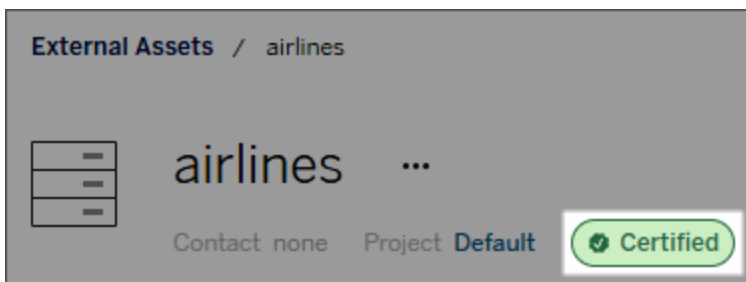 External Assets / airlines
airlines ...
Contact none Project Default Certified